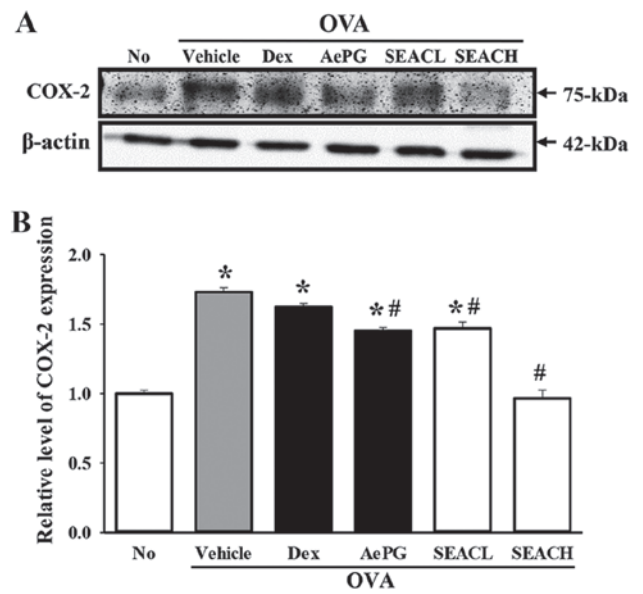 A
OVA
No Vehicle Dex AePG SEACL SEACH
COX-2
75-kDa
β-actin
42-kDa
B
Relative level of COX-2 expression
2.0
1.5
1.0
0.5
0.0
*
*
*#
*#
#
No Vehicle Dex AePG SEACL SEACH
OVA